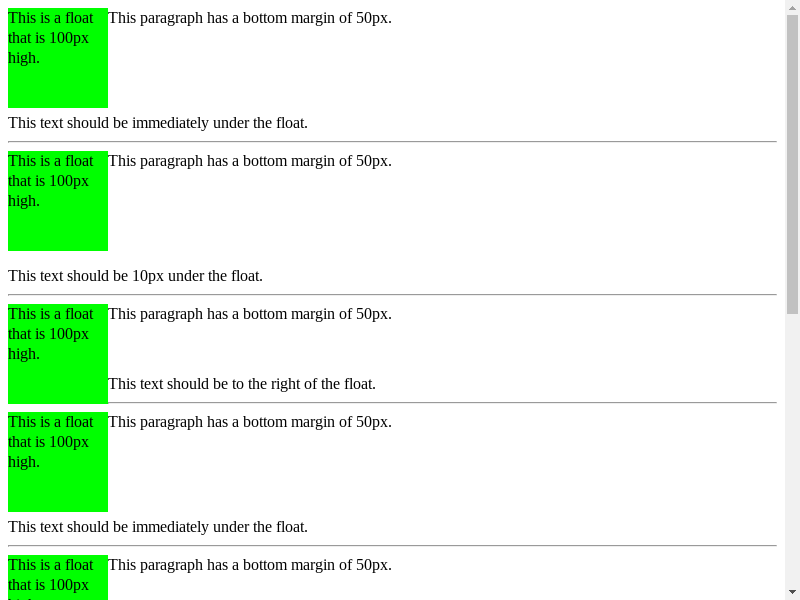 This is a float This paragraph has a bottom margin of 50px.
that is 100px
high.
This text should be immediately under the float.
This is a float This paragraph has a bottom margin of 50px.
that is 100px
high.
This text should be 10px under the float.
This is a float This paragraph has a bottom margin of 50px.
that is 100px
high.
This text should be to the right of the float.
This is a float This paragraph has a bottom margin of 50px.
that is 100px
high.
This text should be immediately under the float.
This is a float This paragraph has a bottom margin of 50px.
that is 100px